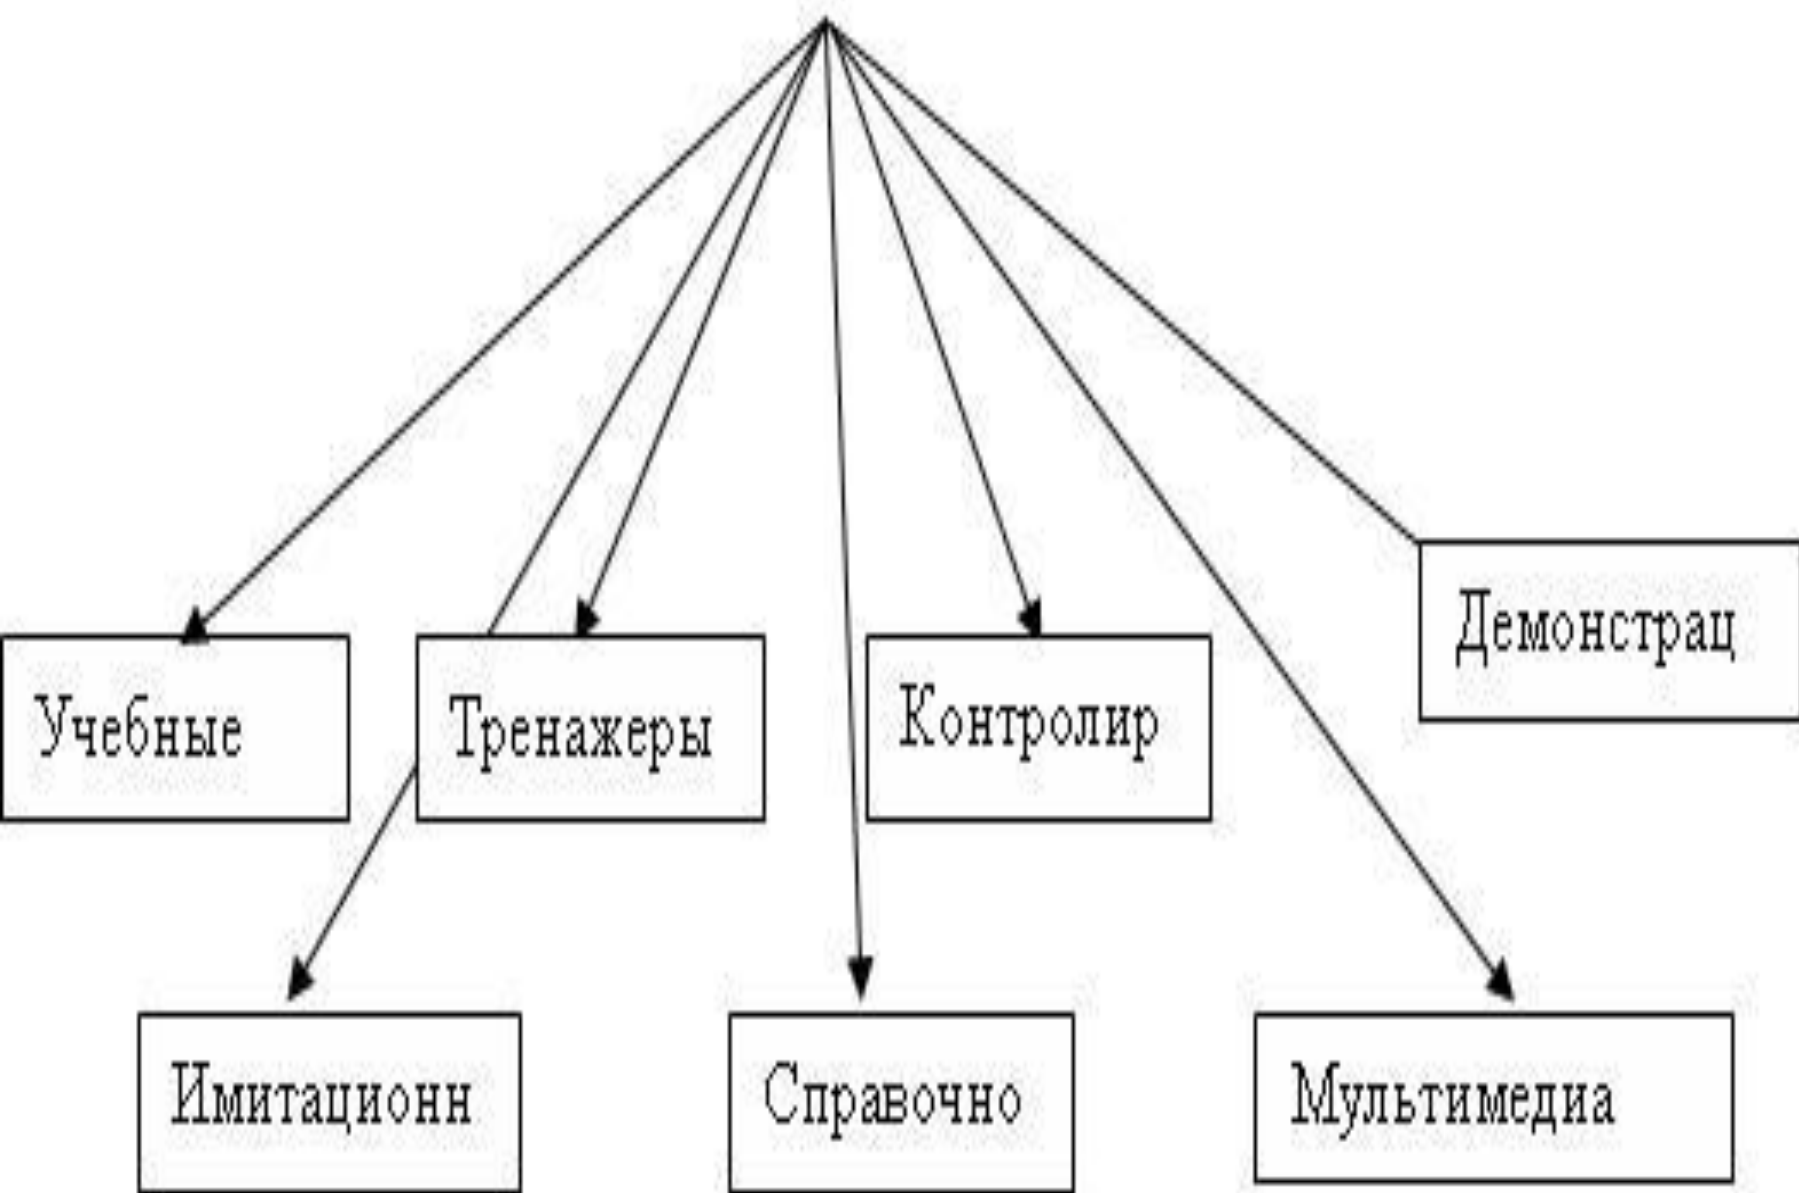 Демонстрац
Учебные
Тренажеры
Контролир
Имитационн
Справочно
Мультимедиа